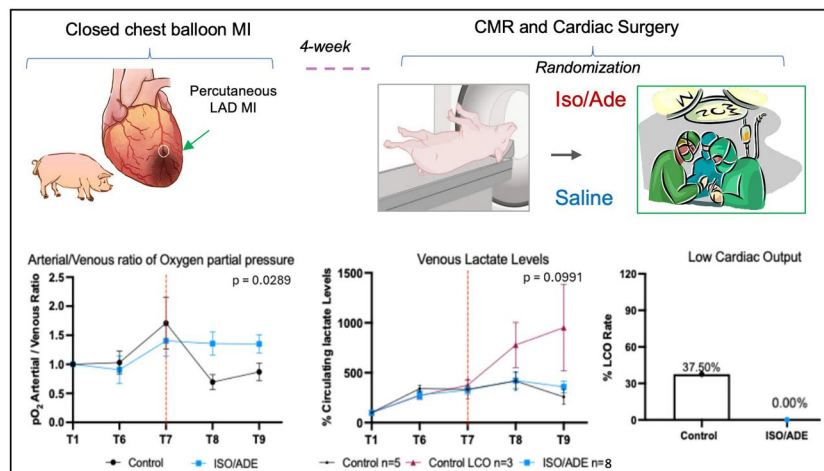 Closed chest balloon MI
4-week
CMR and Cardiac Surgery
Randomization
Percutaneous
LAD MI
Iso/Ade
Saline
Arterial/Venous ratio of Oxygen partial pressure
p = 0.0289
pO₂ Artertial / Venous Ratio
2.5
2.0
1.5
1.0
0.5
0.0
T1
T6
T7
T8
T9
Control
ISO/ADE
Venous Lactate Levels
p = 0.0991
% Circulating lactate Levels
1500
1000
500
0
T1
T6
T7
T8
T9
Control n=5
Control LCO n=3
ISO/ADE n=8
Low Cardiac Output
% LCO Rate
120
90
60
30
0
37.50%
0.00%
Control
ISO/ADE